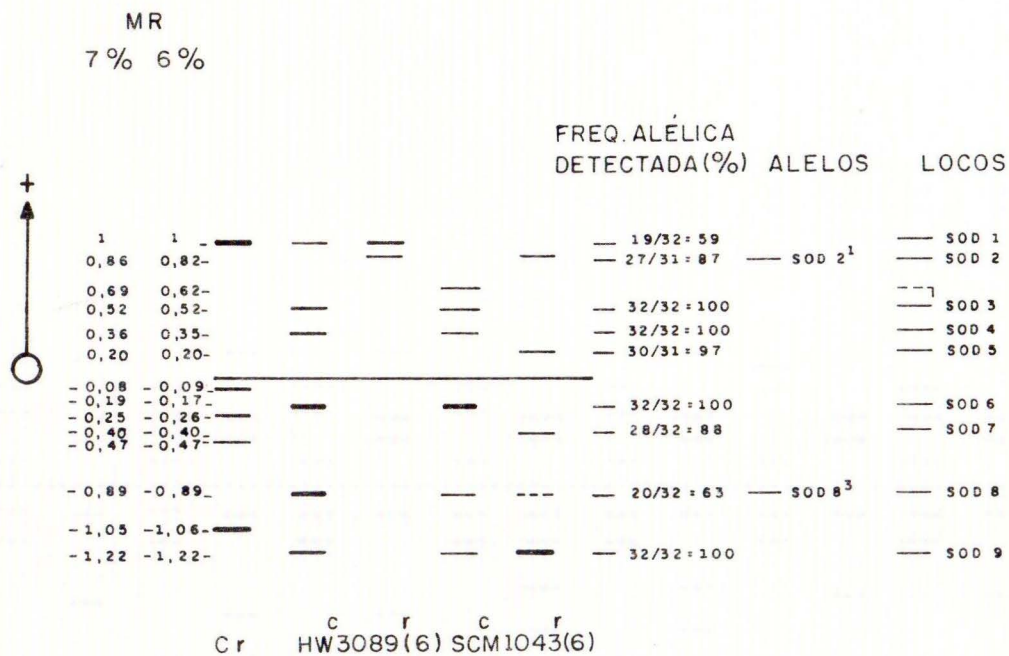 MR
7% 6%
FREQ. ALÉLICA
DETECTADA (%) ALELOS LOCOS
+
1 1 19/32 = 59 SOD 1
0,86 0,82 27/31 = 87 SOD 2¹ SOD 2
0,69 0,62
0,52 0,52 32/32 = 100 SOD 3
0,36 0,35 32/32 = 100 SOD 4
0,20 0,20 30/31 = 97 SOD 5
-0,08 -0,09
-0,19 -0,17 32/32 = 100 SOD 6
-0,25 -0,26
-0,40 -0,40 28/32 = 88 SOD 7
-0,47 -0,47
-0,89 -0,89 20/32 = 63 SOD 8³ SOD 8
-1,05 -1,06
-1,22 -1,22 32/32 = 100 SOD 9
c r c r
Cr HW3089(6) SCM1043(6)